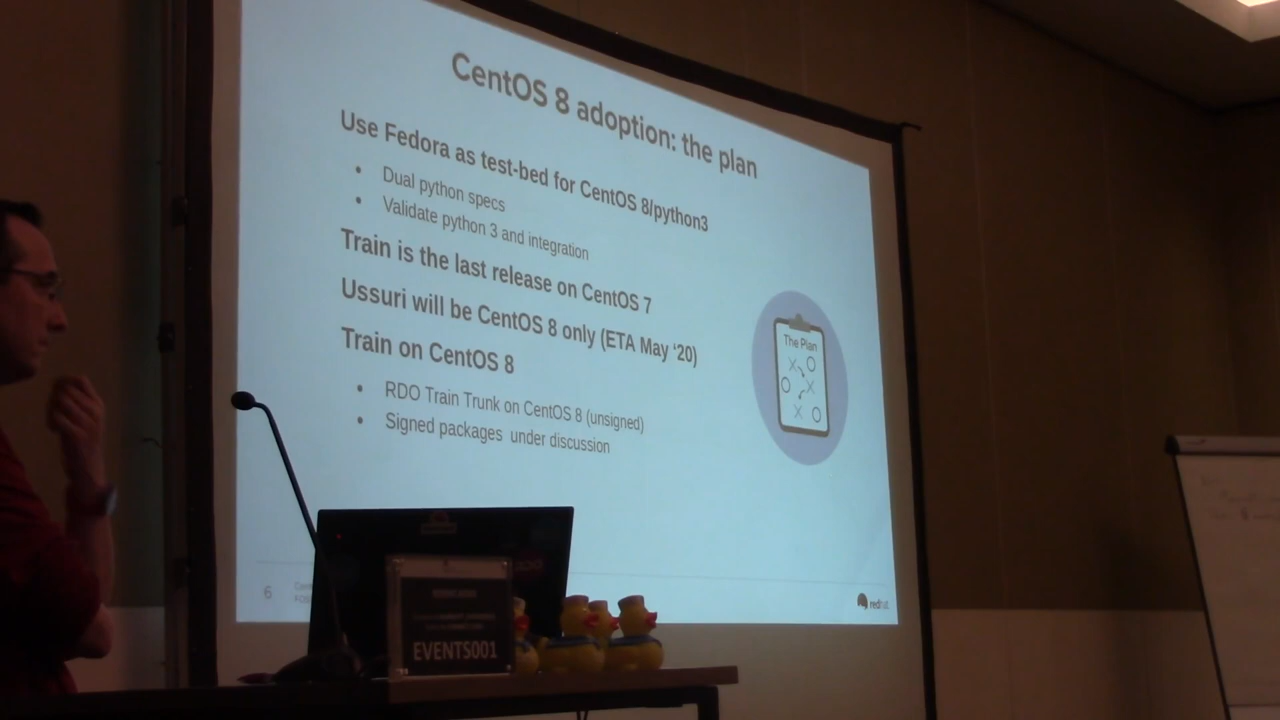 CentOS 8 adoption: the plan
Use Fedora as test-bed for CentOS 8/python3
• Dual python specs
• Validate python 3 and integration
Train is the last release on CentOS 7
Ussuri will be CentOS 8 only (ETA May ‘20)
Train on CentOS 8
• RDO Train Trunk on CentOS 8 (unsigned)
• Signed packages under discussion
The Plan
X O
O X
X O
6
redhat
EVENTS001